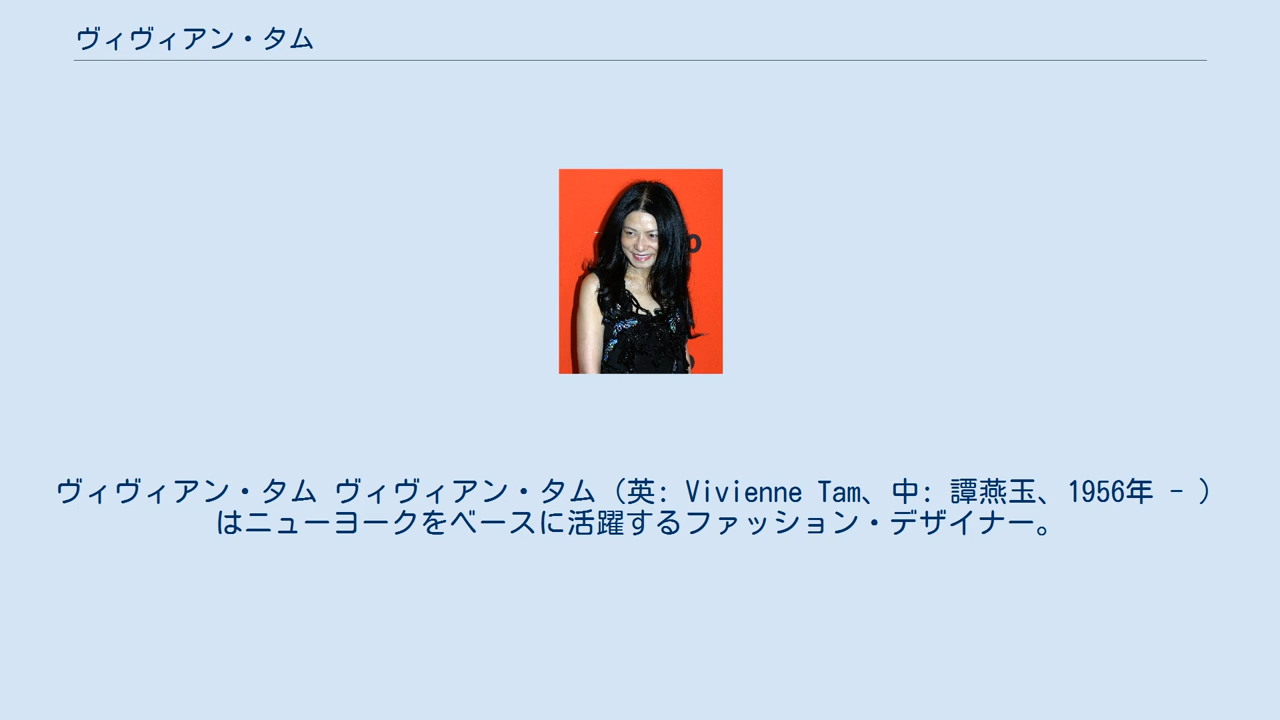 ヴィヴィアン・タム
o
ヴィヴィアン・タム ヴィヴィアン・タム（英: Vivienne Tam、中: 譚燕玉、1956年 - ）
はニューヨークをベースに活躍するファッション・デザイナー。